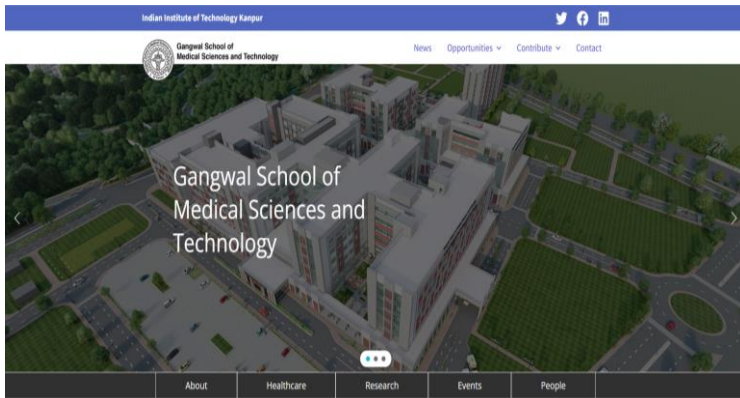 Indian Institute of Technology Kanpur
Gangwal School of
Medical Sciences and Technology
News Opportunities Contribute Contact
Gangwal School of
Medical Sciences and
Technology
About Healthcare Research Events People